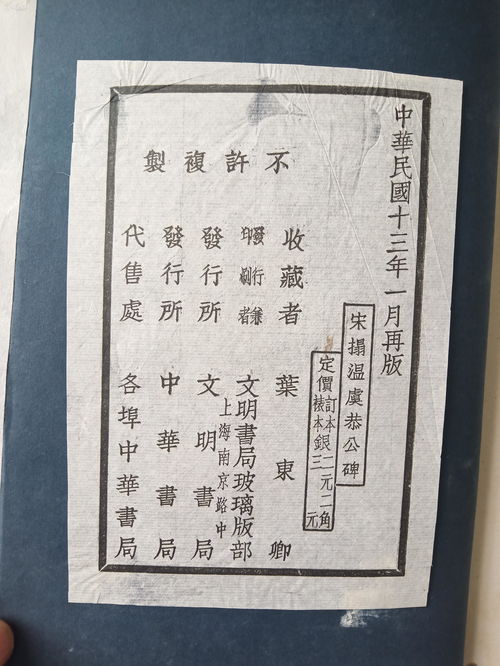 中華民國十三年一月再版
宋搨温虞恭公碑
定價 訂本銀二元二角
裱本 三元
不許複製
收藏者 葉東卿
發行兼印刷者 文明書局玻璃版部
上海南京路中
發行所 文明書局
發行所 中華書局
代售處 各埠中華書局